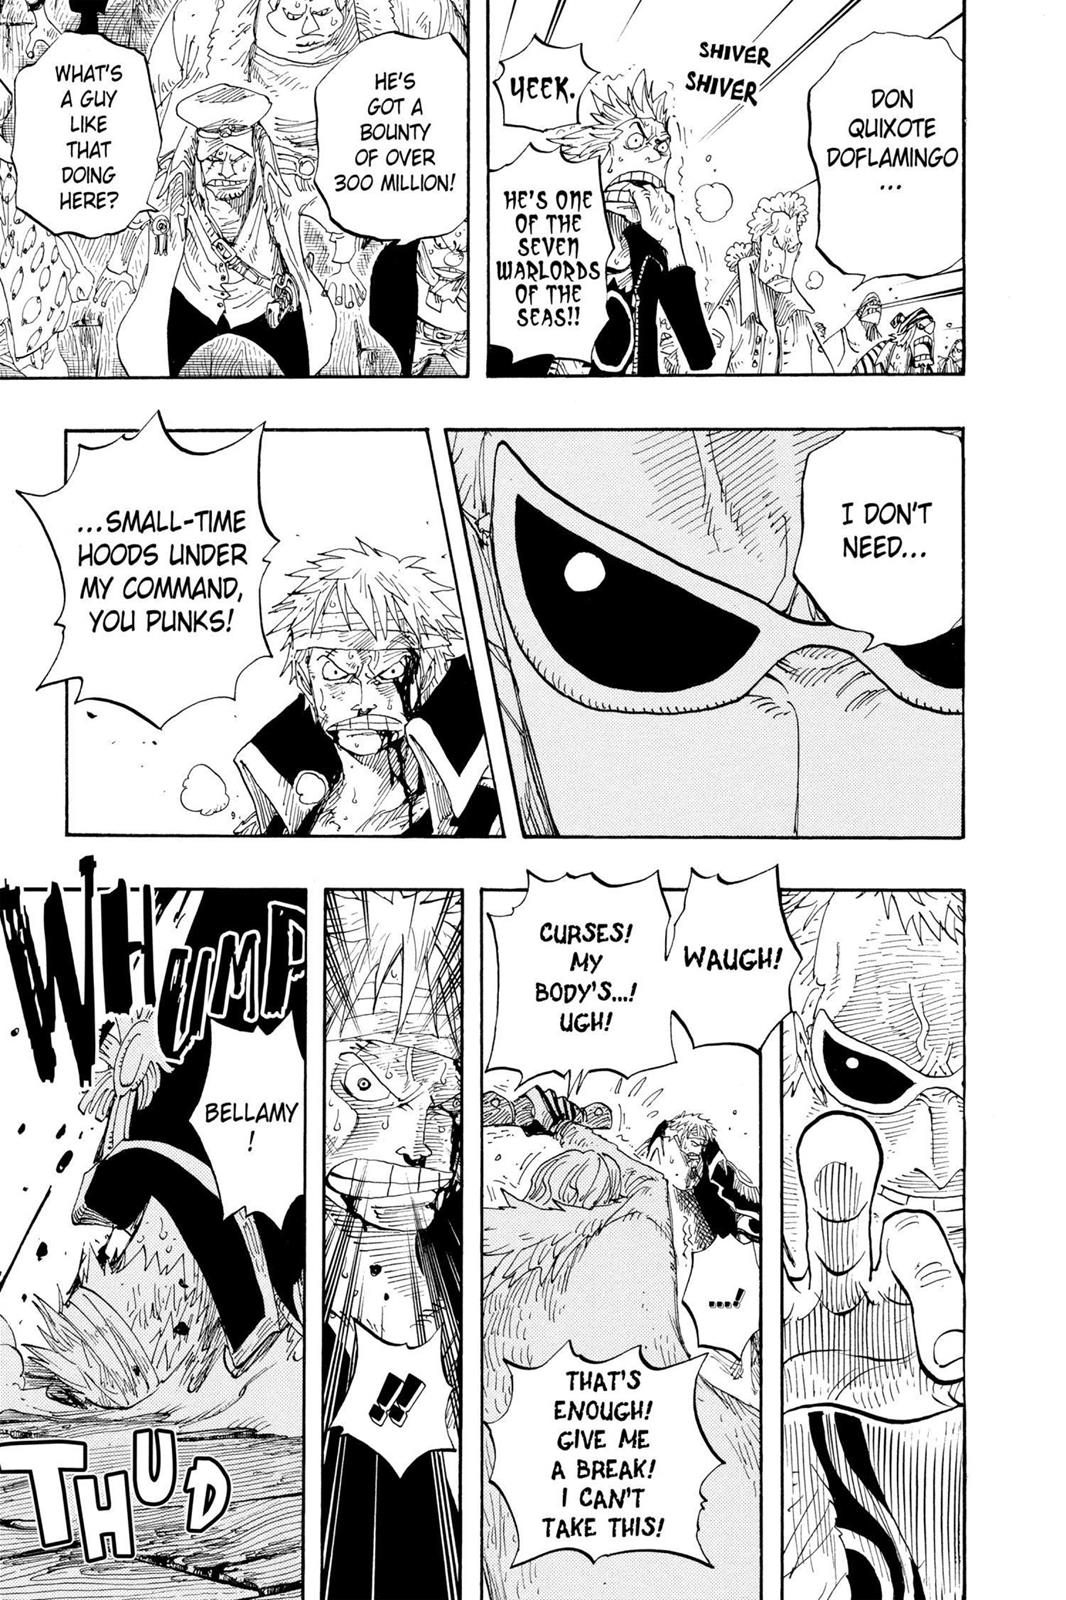 DON
QUIXOTE
DOFLAMINGO
...
SHIVER
SHIVER
YEEK.
HE'S ONE
OF THE
SEVEN
WARLORDS
OF THE
SEAS!!
HE'S
GOT A
BOUNTY
OF OVER
300 MILLION!
WHAT'S
A GUY
LIKE
THAT
DOING
HERE?
I DON'T
NEED...
...SMALL-TIME
HOODS UNDER
MY COMMAND,
YOU PUNKS!
WAUGH!
CURSES!
MY
BODY'S...!
UGH!
....!
THAT'S
ENOUGH!
GIVE ME
A BREAK!
I CAN'T
TAKE THIS!
!!
WHUMP
BELLAMY
!
THUD